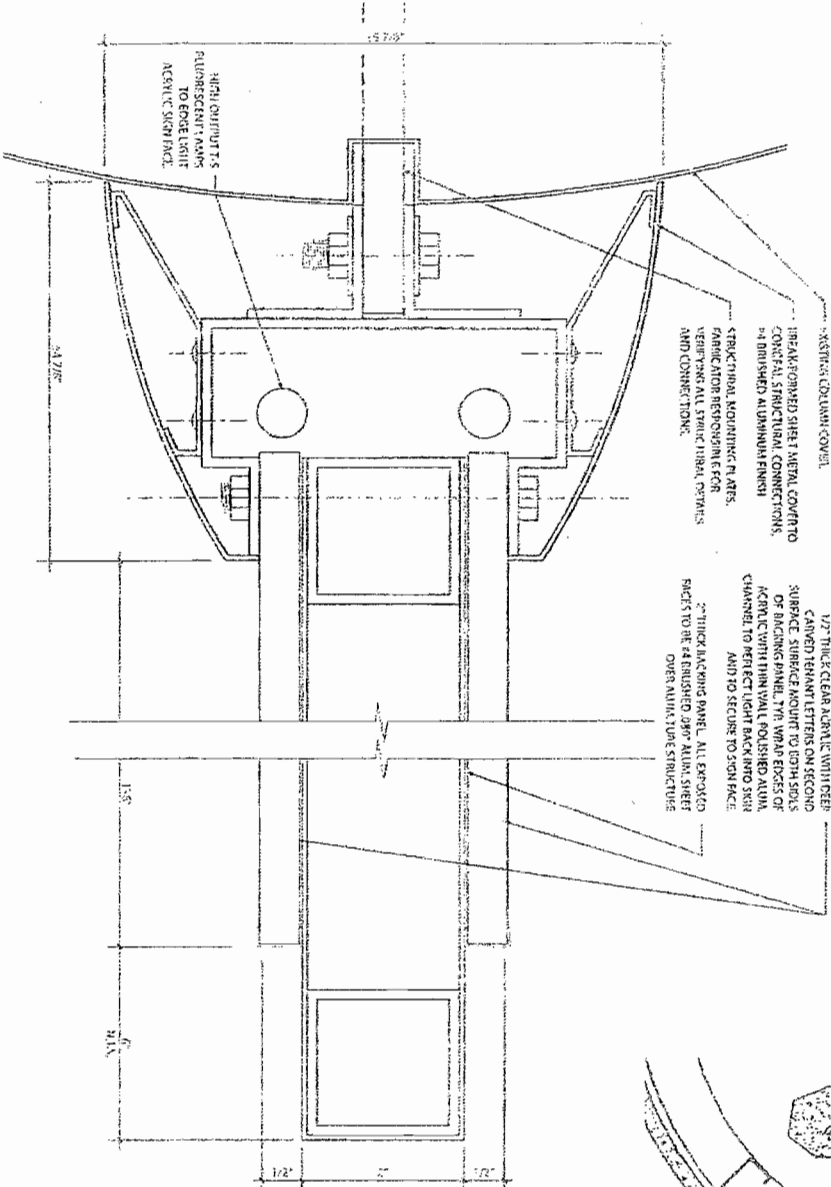 EXISTING COLUMN COVER.
BREAK-FORMED SHEET METAL COVER TO
CONCEAL STRUCTURAL CONNECTIONS,
#4 BRUSHED ALUMINUM FINISH
STRUCTURAL MOUNTING PLATES.
FABRICATOR RESPONSIBLE FOR
VERIFYING ALL STRUCTURAL DETAILS
AND CONNECTIONS.
1/2" THICK CLEAR ACRYLIC WITH DEEP
CARVED TENANT LETTERS ON SECOND
SURFACE. SURFACE MOUNT TO BOTH SIDES
OF BACKING PANEL, TYP. WRAP EDGES OF
ACRYLIC WITH THIN WALL POLISHED ALUM.
CHANNEL TO REFLECT LIGHT BACK INTO SIGN
AND TO SECURE TO SIGN FACE.
2" THICK BACKING PANEL. ALL EXPOSED
FACES TO BE #4 BRUSHED .080" ALUM. SHEET
OVER ALUM. TUBE STRUCTURE
HIGH OUTPUT T-5
FLUORESCENT LAMPS
TO EDGE LIGHT
ACRYLIC SIGN FACE.
±4 7/8"
1/2"
2"
1/2"